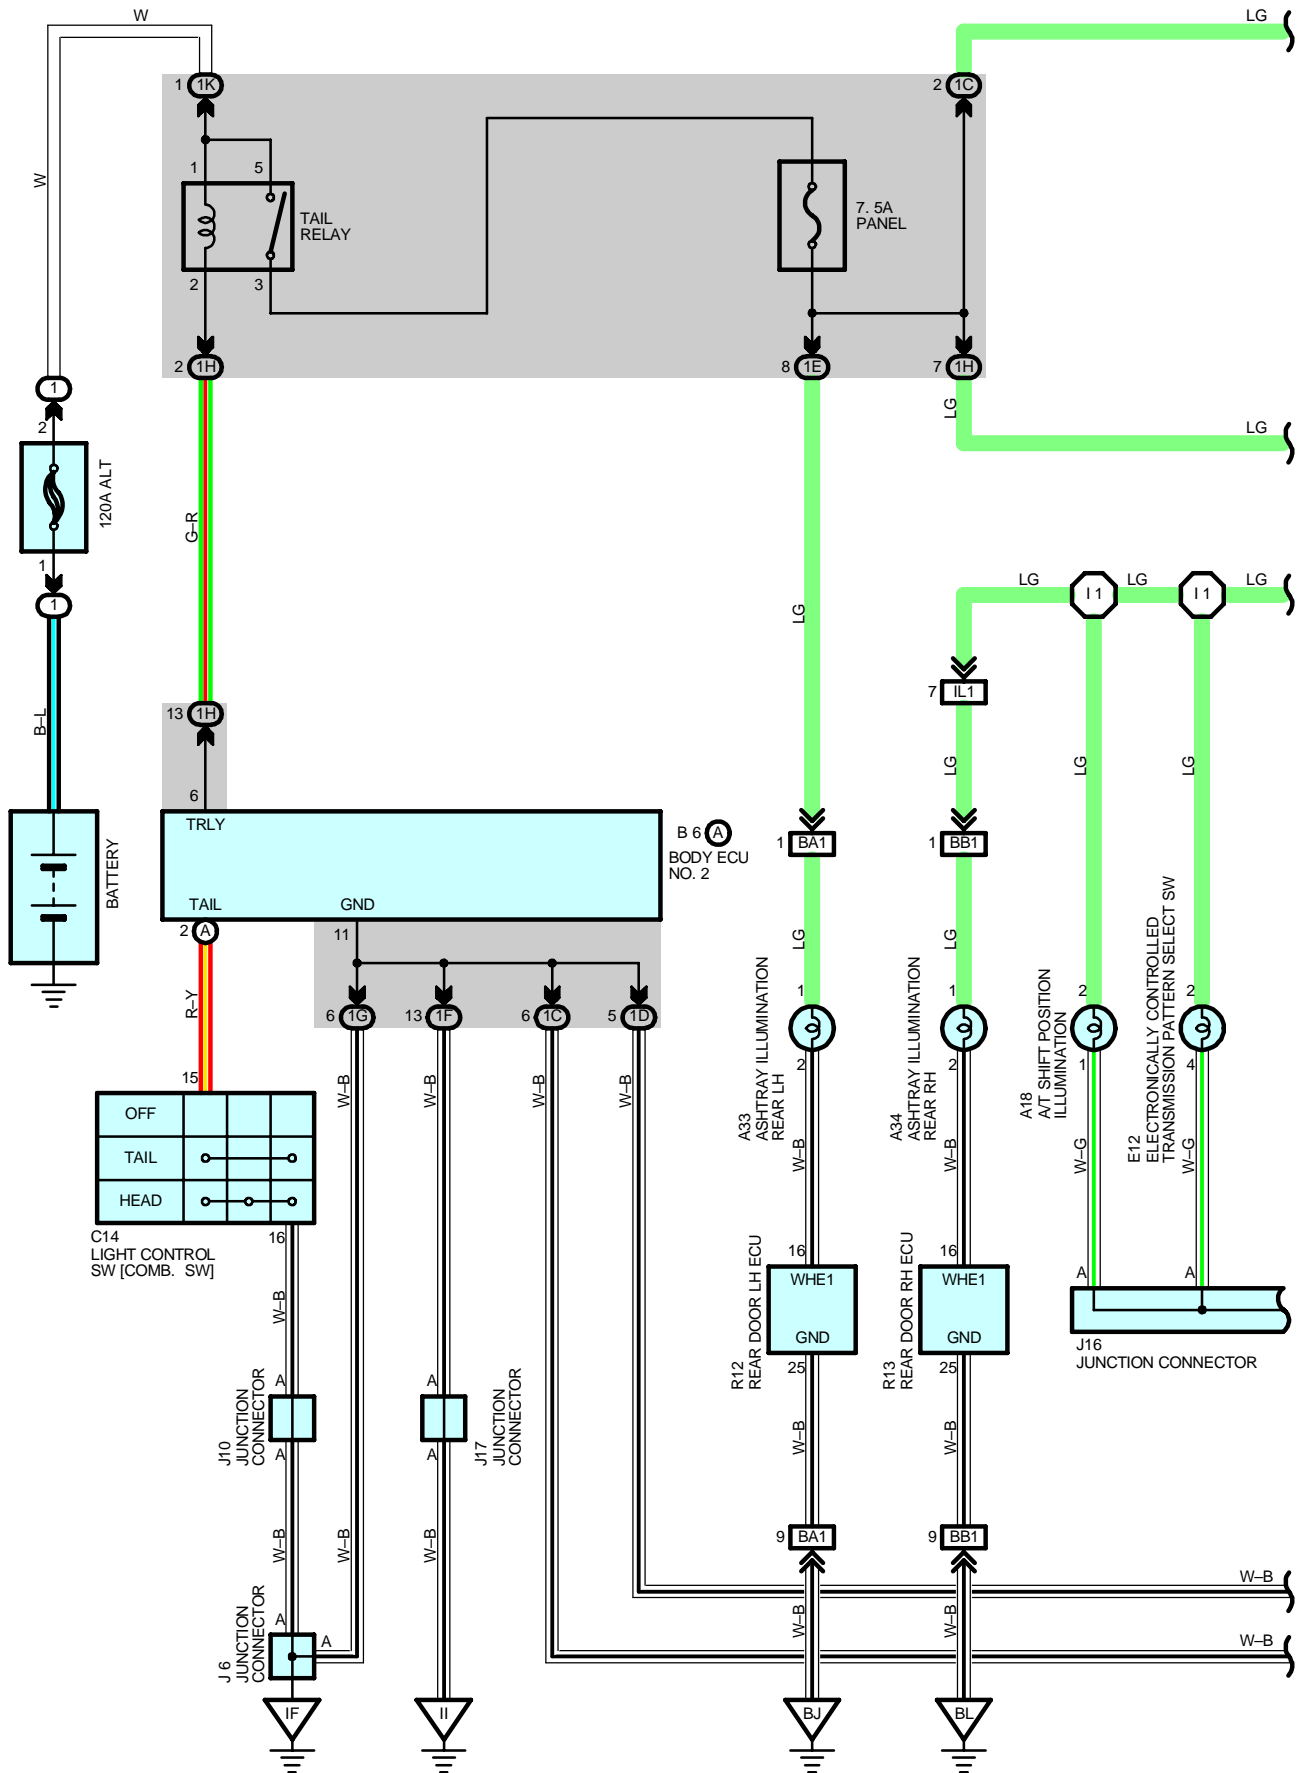 W
LG
1 1K
2 1C
1
5
W
TAIL
RELAY
7. 5A
PANEL
2
3
2 1H
8 1E
7 1H
1
LG
LG
2
120A ALT
G–R
1
1
LG
I 1
LG
I 1
LG
LG
7 IL1
B–L
13 1H
LG
LG
LG
6
TRLY
B 6 A
BODY ECU
NO. 2
1 BA1
1 BB1
BATTERY
TAIL
GND
2 A
11
LG
LG
R–Y
6 1G
13 1F
6 1C
5 1D
1
1
2
2
A33
ASHTRAY ILLUMINATION
REAR LH
A34
ASHTRAY ILLUMINATION
REAR RH
A18
A/T SHIFT POSITION
ILLUMINATION
E12
ELECTRONICALLY CONTROLLED
TRANSMISSION PATTERN SELECT SW
2
2
1
4
15
W–B
W–B
W–B
W–B
OFF
TAIL
HEAD
W–B
W–B
W–G
W–G
C14
LIGHT CONTROL
SW [COMB. SW]
16
16
16
A
A
WHE1
GND
WHE1
GND
R12
REAR DOOR LH ECU
R13
REAR DOOR RH ECU
J16
JUNCTION CONNECTOR
W–B
25
25
A
A
J10
JUNCTION
CONNECTOR
J17
JUNCTION
CONNECTOR
A
A
W–B
W–B
W–B
W–B
W–B
9 BA1
9 BB1
W–B
A
A
J 6
JUNCTION
CONNECTOR
W–B
W–B
W–B
IF
II
BJ
BL